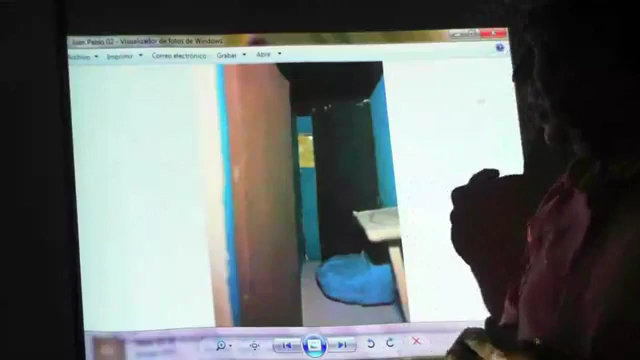 Juan Pablo 02 - Visualizador de fotos de Windows
Archivo Imprimir Correo electrónico Grabar Abrir